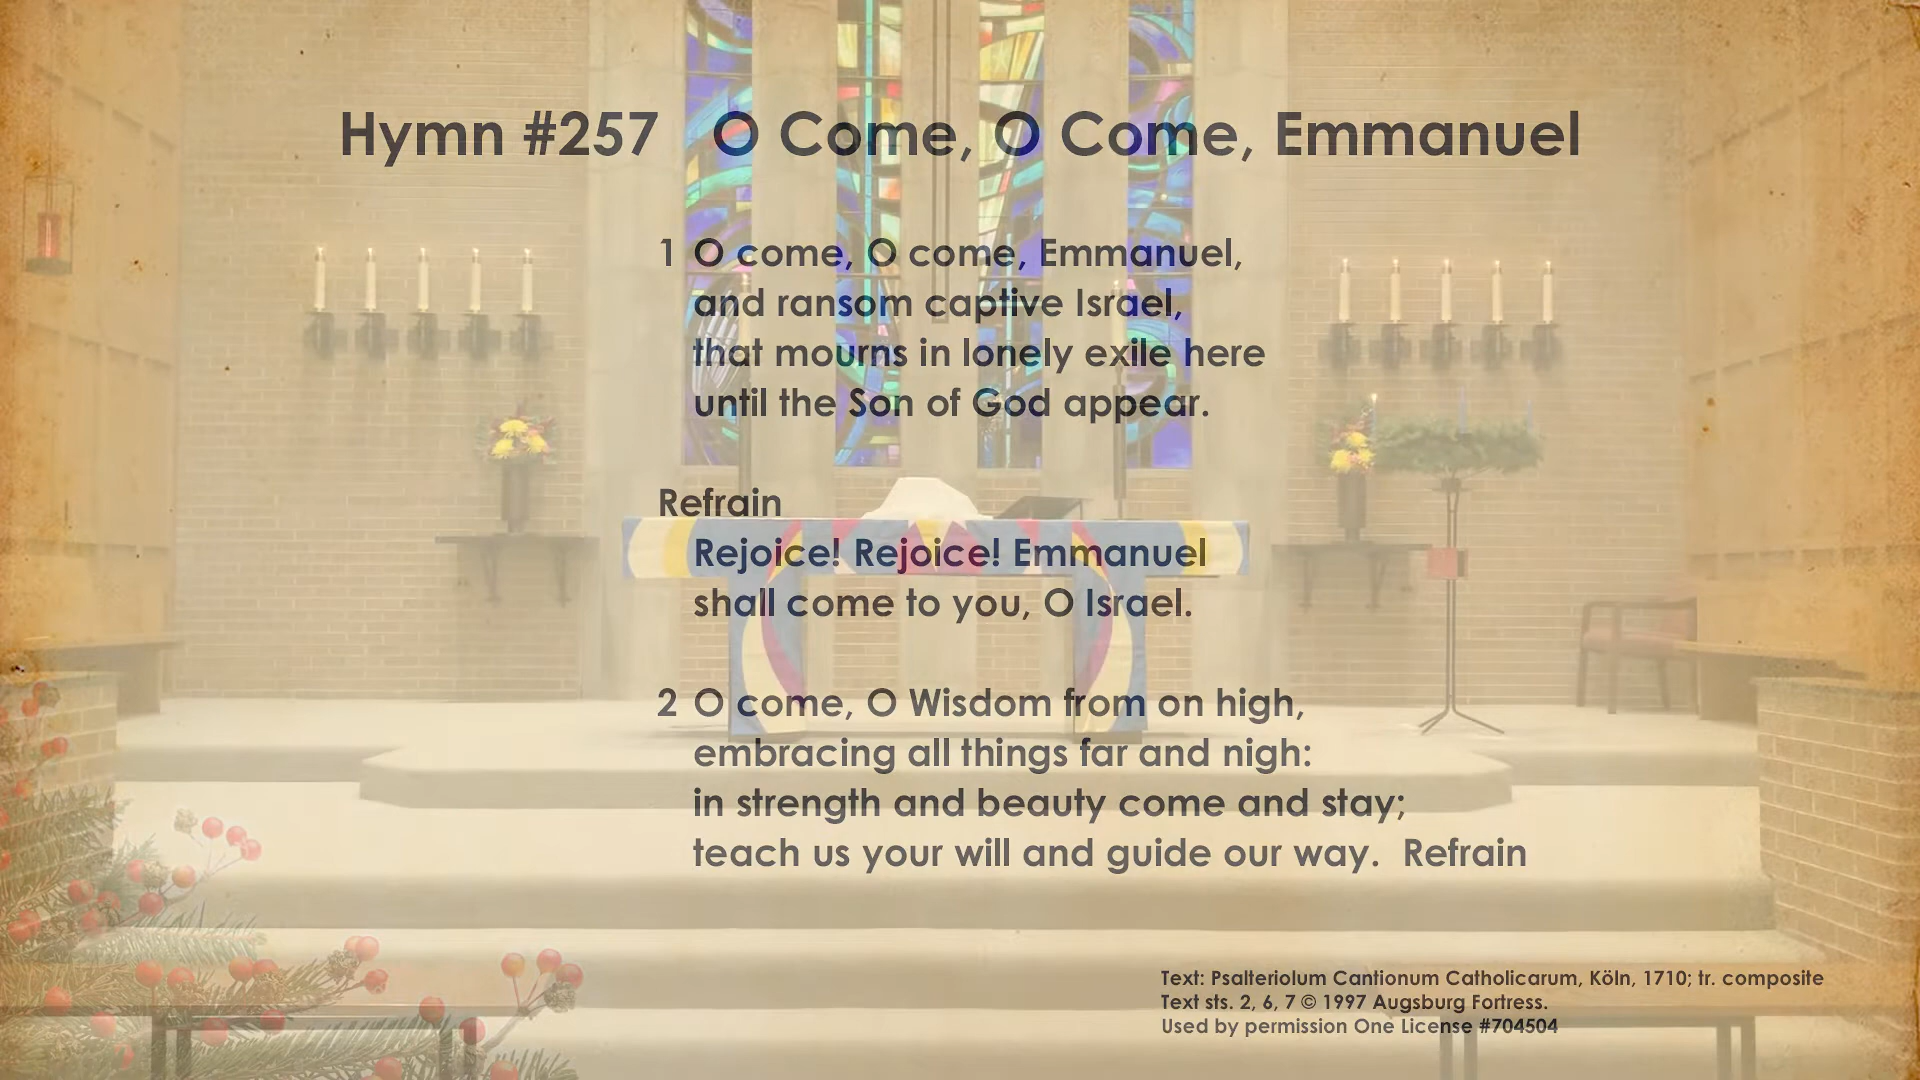 Hymn #257   O Come, O Come, Emmanuel
1 O come, O come, Emmanuel,
and ransom captive Israel,
that mourns in lonely exile here
until the Son of God appear.
Refrain
Rejoice! Rejoice! Emmanuel
shall come to you, O Israel.
2 O come, O Wisdom from on high,
embracing all things far and nigh:
in strength and beauty come and stay;
teach us your will and guide our way.  Refrain
Text: Psalteriolum Cantionum Catholicarum, Köln, 1710; tr. composite
Text sts. 2, 6, 7 © 1997 Augsburg Fortress.
Used by permission One License #704504